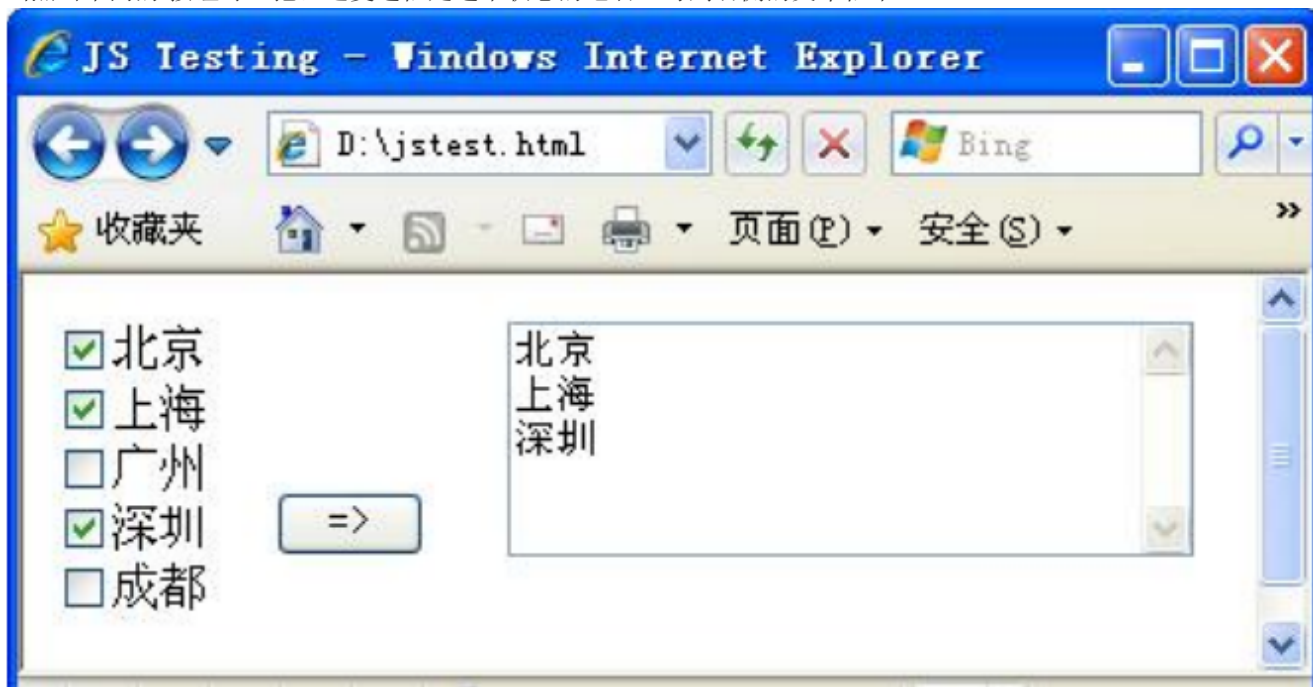 JS Testing - Windows Internet Explorer
D:\jstest.html
Bing
收藏夹
页面(P)
安全(S)
»
北京
上海
广州
深圳
成都
=>
北京
上海
深圳